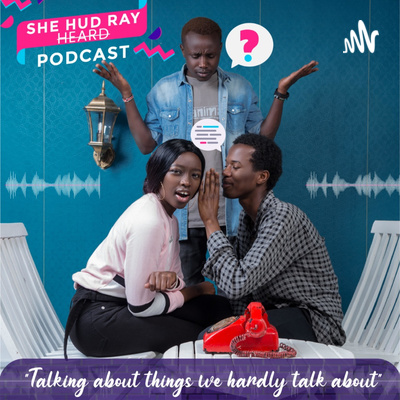 SHE HUD RAY
HEARD
PODCAST
?
"Talking about things we hardly talk about"